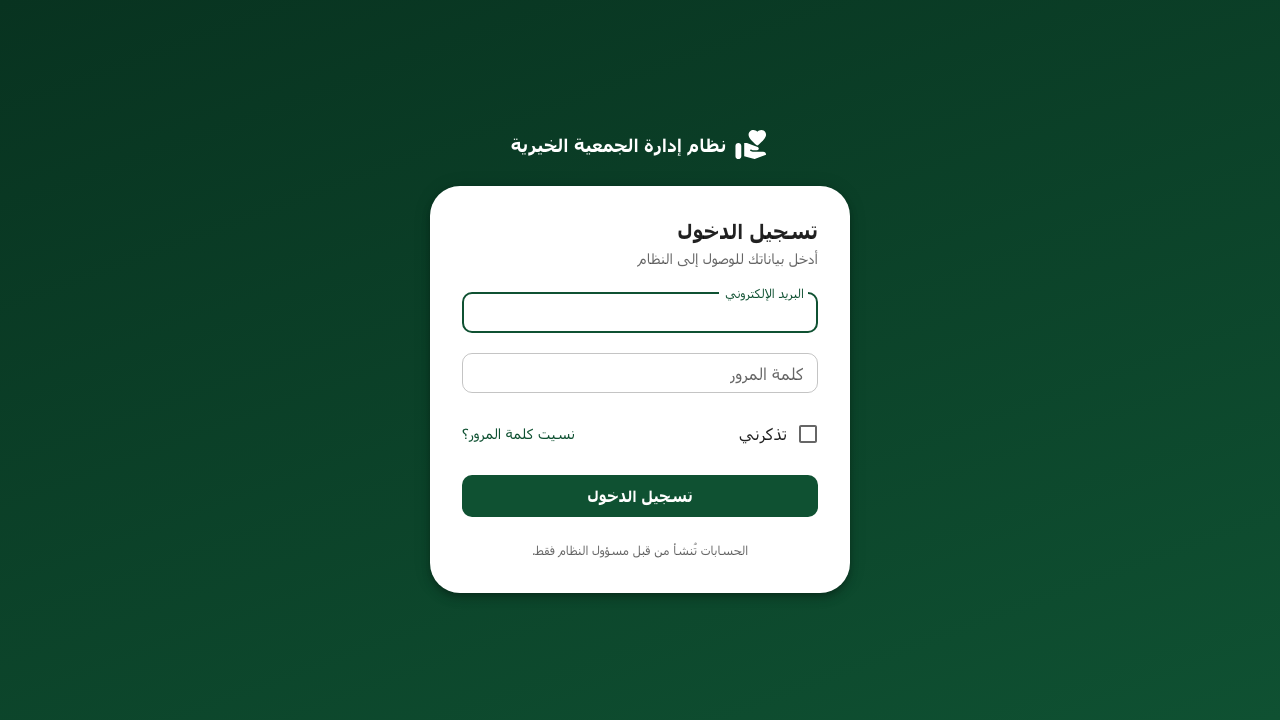 نظام إدارة الجمعية الخيرية
تسجيل الدخول
أدخل بياناتك للوصول إلى النظام
البريد الإلكتروني
كلمة المرور
تذكرني
نسيت كلمة المرور؟
تسجيل الدخول
الحسابات تُنشأ من قبل مسؤول النظام فقط.